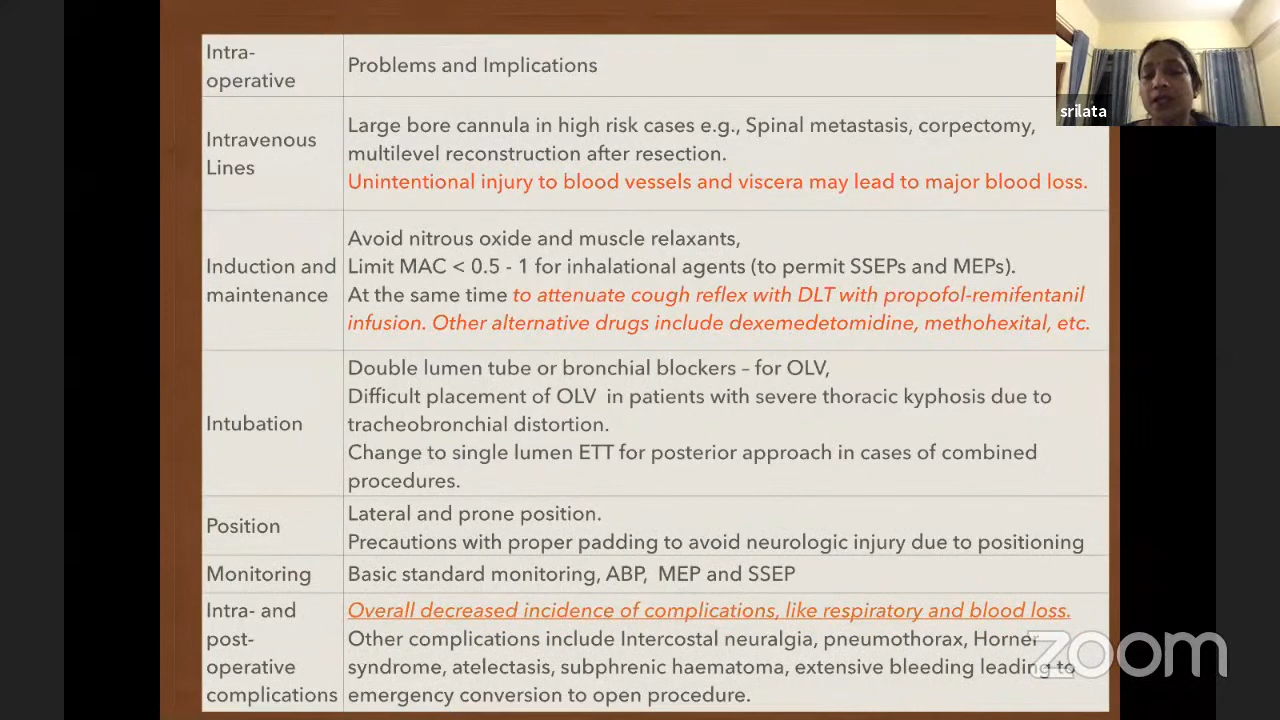 Intra-
operative
Problems and Implications
Intravenous
Lines
Large bore cannula in high risk cases e.g., Spinal metastasis, corpectomy,
multilevel reconstruction after resection.
Unintentional injury to blood vessels and viscera may lead to major blood loss.
Induction and
maintenance
Avoid nitrous oxide and muscle relaxants,
Limit MAC < 0.5 - 1 for inhalational agents (to permit SSEPs and MEPs).
At the same time to attenuate cough reflex with DLT with propofol-remifentanil
infusion. Other alternative drugs include dexemedetomidine, methohexital, etc.
Intubation
Double lumen tube or bronchial blockers – for OLV,
Difficult placement of OLV in patients with severe thoracic kyphosis due to
tracheobronchial distortion.
Change to single lumen ETT for posterior approach in cases of combined
procedures.
Position
Lateral and prone position.
Precautions with proper padding to avoid neurologic injury due to positioning
Monitoring
Basic standard monitoring, ABP, MEP and SSEP
Intra- and
post-
operative
complications
Overall decreased incidence of complications, like respiratory and blood loss.
Other complications include Intercostal neuralgia, pneumothorax, Horner
syndrome, atelectasis, subphrenic haematoma, extensive bleeding leading to
emergency conversion to open procedure.
srilata
zoom